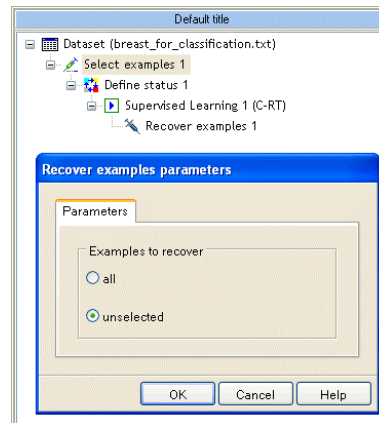 Default title
Dataset (breast_for_classification.txt)
Select examples 1
Define status 1
Supervised Learning 1 (C-RT)
Recover examples 1
Recover examples parameters
Parameters
Examples to recover
all
unselected
OK Cancel Help